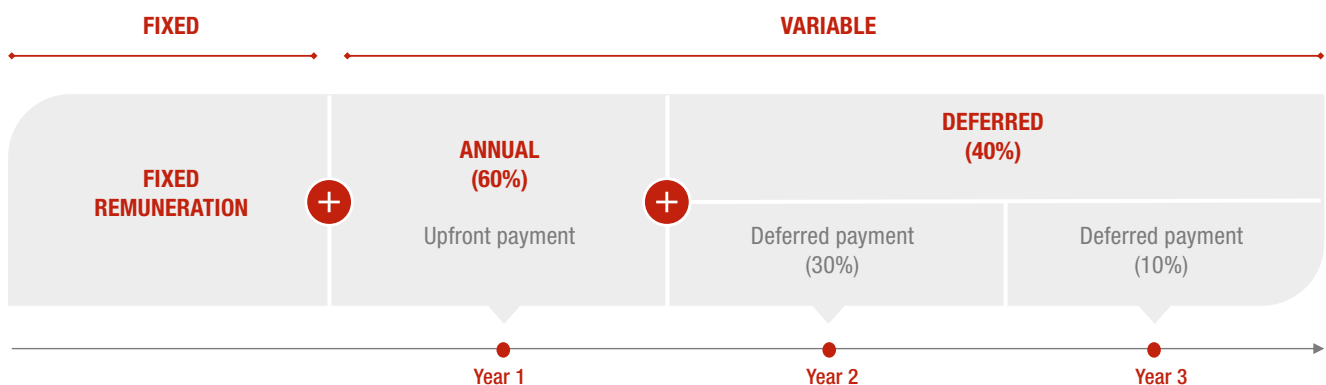 FIXED
VARIABLE
FIXED
REMUNERATION
+
ANNUAL
(60%)
Upfront payment
+
DEFERRED
(40%)
Deferred payment
(30%)
Deferred payment
(10%)
Year 1
Year 2
Year 3